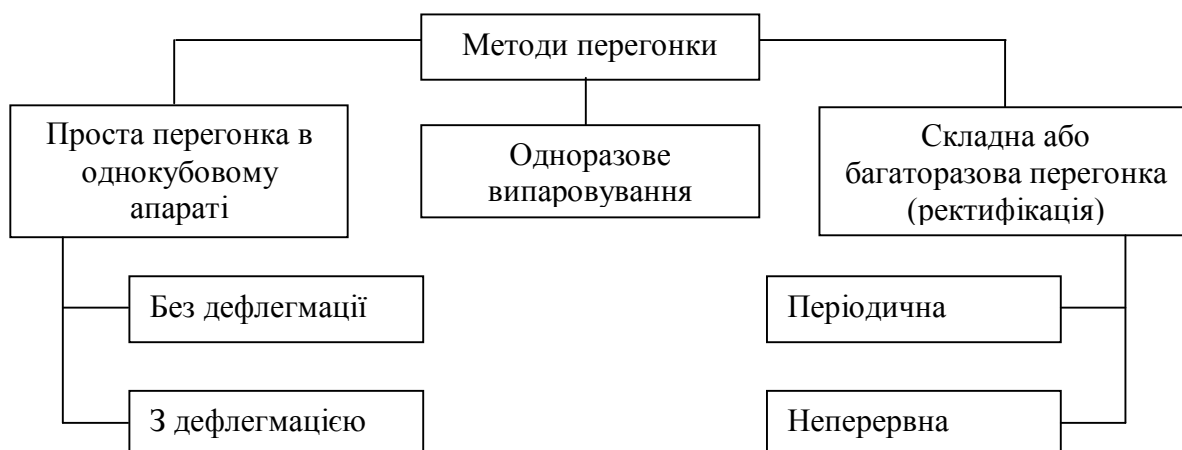 Методи перегонки
Проста перегонка в
однокубовому
апараті
Одноразове
випаровування
Складна або
багаторазова перегонка
(ректифікація)
Без дефлегмації
Періодична
З дефлегмацією
Неперервна